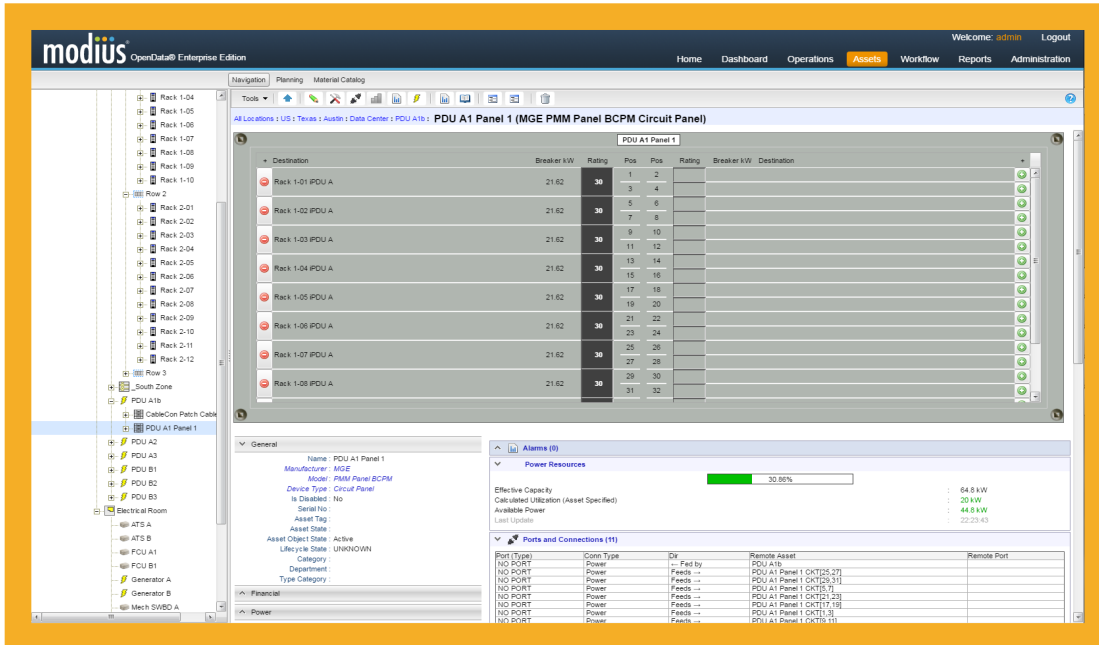 modius OpenData® Enterprise Edition
Welcome: admin Logout
Home Dashboard Operations Assets Workflow Reports Administration
Navigation Planning Material Catalog
Tools
All Locations : US : Texas : Austin : Data Center : PDU A1b : PDU A1 Panel 1 (MGE PMM Panel BCPM Circuit Panel)
Rack 1-04
Rack 1-05
Rack 1-06
Rack 1-07
Rack 1-08
Rack 1-09
Rack 1-10
Row 2
Rack 2-01
Rack 2-02
Rack 2-03
Rack 2-04
Rack 2-05
Rack 2-06
Rack 2-07
Rack 2-08
Rack 2-09
Rack 2-10
Rack 2-11
Rack 2-12
Row 3
_South Zone
PDU A1b
CableCon Patch Cable
PDU A1 Panel 1
PDU A2
PDU A3
PDU B1
PDU B2
PDU B3
Electrical Room
ATS A
ATS B
FCU A1
FCU B1
Generator A
Generator B
Mech SWBD A
PDU A1 Panel 1
+ Destination Breaker kW Rating Pos Pos Rating Breaker kW Destination +
Rack 1-01 iPDU A 21.62 30 1 2
3 4
Rack 1-02 iPDU A 21.62 30 5 6
7 8
Rack 1-03 iPDU A 21.62 30 9 10
11 12
Rack 1-04 iPDU A 21.62 30 13 14
15 16
Rack 1-05 iPDU A 21.62 30 17 18
19 20
Rack 1-06 iPDU A 21.62 30 21 22
23 24
Rack 1-07 iPDU A 21.62 30 25 26
27 28
Rack 1-08 iPDU A 21.62 30 29 30
31 32
General
Name : PDU A1 Panel 1
Manufacturer : MGE
Model : PMM Panel BCPM
Device Type : Circuit Panel
Is Disabled : No
Serial No :
Asset Tag :
Asset State :
Asset Object State : Active
Lifecycle State : UNKNOWN
Category :
Department :
Type Category :
Financial
Power
Alarms (0)
Power Resources
30.86%
Effective Capacity : 64.8 kW
Calculated Utilization (Asset Specified) : 20 kW
Available Power : 44.8 kW
Last Update : 22:23:43
Ports and Connections (11)
Port (Type) Conn Type Dir Remote Asset Remote Port
NO PORT Power ← Fed by PDU A1b
NO PORT Power Feeds → PDU A1 Panel 1 CKT[25,27]
NO PORT Power Feeds → PDU A1 Panel 1 CKT[29,31]
NO PORT Power Feeds → PDU A1 Panel 1 CKT[5,7]
NO PORT Power Feeds → PDU A1 Panel 1 CKT[21,23]
NO PORT Power Feeds → PDU A1 Panel 1 CKT[17,19]
NO PORT Power Feeds → PDU A1 Panel 1 CKT[1,3]
NO PORT Power Feeds → PDU A1 Panel 1 CKT[9,11]